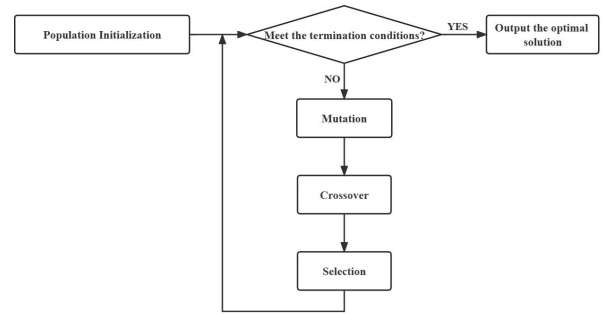 Population Initialization
Meet the termination conditions?
YES
Output the optimal
solution
NO
Mutation
Crossover
Selection